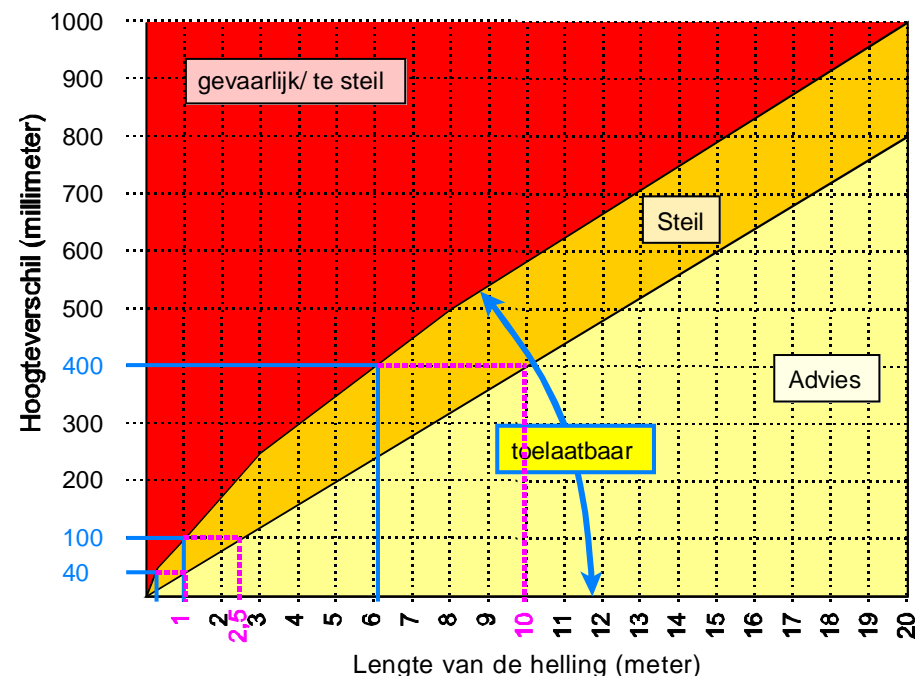 1000
900
800
700
600
500
400
300
200
100
40
Hoogteverschil (millimeter)
gevaarlijk/ te steil
Steil
Advies
toelaatbaar
1 2 2,5 3 4 5 6 7 8 9 10 11 12 13 14 15 16 17 18 19 20
Lengte van de helling (meter)